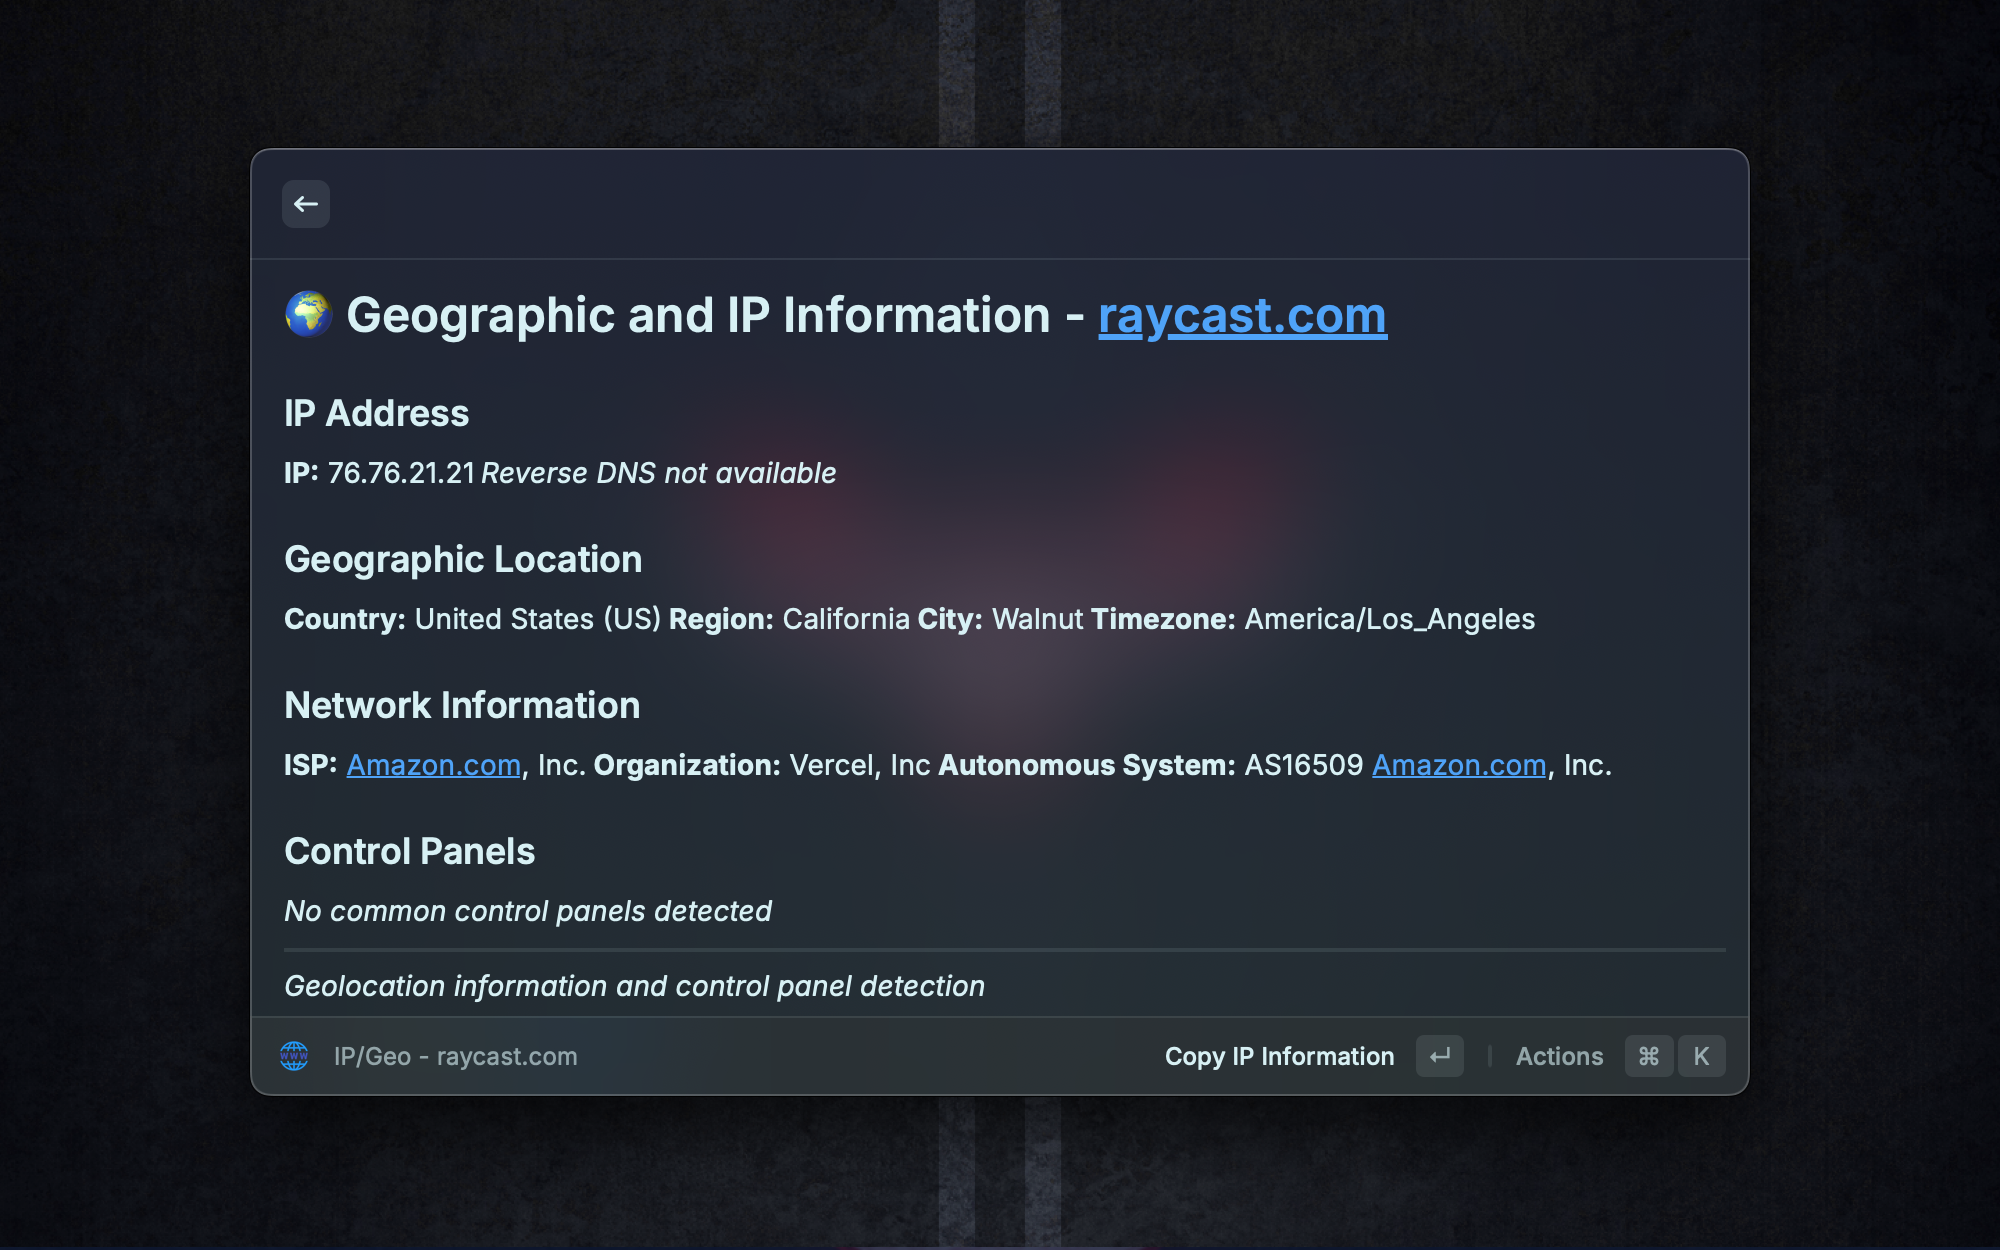 Geographic and IP Information - raycast.com
IP Address
IP: 76.76.21.21 Reverse DNS not available
Geographic Location
Country: United States (US) Region: California City: Walnut Timezone: America/Los_Angeles
Network Information
ISP: Amazon.com, Inc. Organization: Vercel, Inc Autonomous System: AS16509 Amazon.com, Inc.
Control Panels
No common control panels detected
Geolocation information and control panel detection
WWW IP/Geo - raycast.com Copy IP Information ↵ Actions ⌘ K